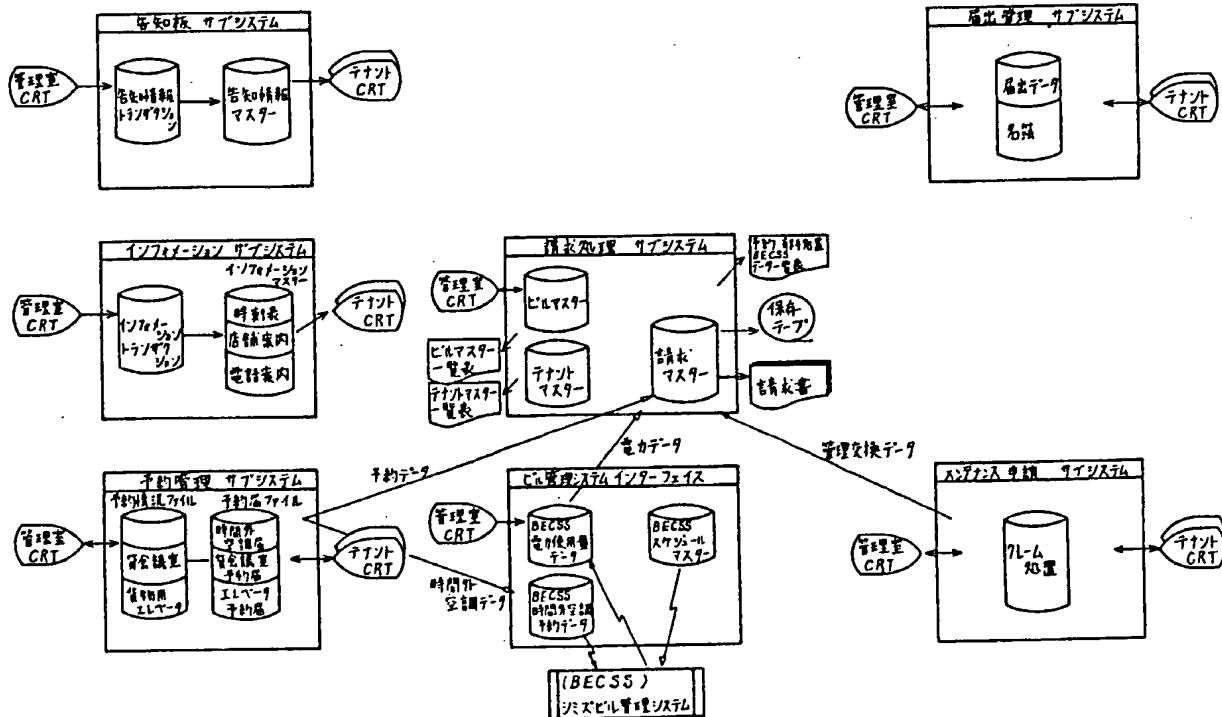 告知板 サブシステム
管理室
CRT
告知情報
トランザクション
告知情報
マスター
テナント
CRT
届出管理 サブシステム
管理室
CRT
届出データ
名簿
テナント
CRT
インフォメーション サブシステム
管理室
CRT
インフォメーション
トランザクション
インフォメーション
マスター
時刻表
店舗案内
電話案内
テナント
CRT
請求処理 サブシステム
管理室
CRT
ビルマスター
テナント
マスター
ビルマスター
一覧表
テナントマスター
一覧表
請求
マスター
BECSS
データ一覧表
保存
テープ
請求書
予約データ
電力データ
管理交換データ
予約管理 サブシステム
管理室
CRT
予約情況ファイル
貸会議室
貨物用
エレベータ
予約届ファイル
時間外
空調届
貸会議室
予約届
エレベータ
予約届
テナント
CRT
時間外
空調データ
ビル管理システムインターフェイス
管理室
CRT
BECSS
電力使用量
データ
BECSS
スケジュール
マスター
BECSS
時間外空調
予約データ
(BECSS)
シミズビル管理システム
メンテナンス申請 サブシステム
管理室
CRT
クレーム
処置
テナント
CRT